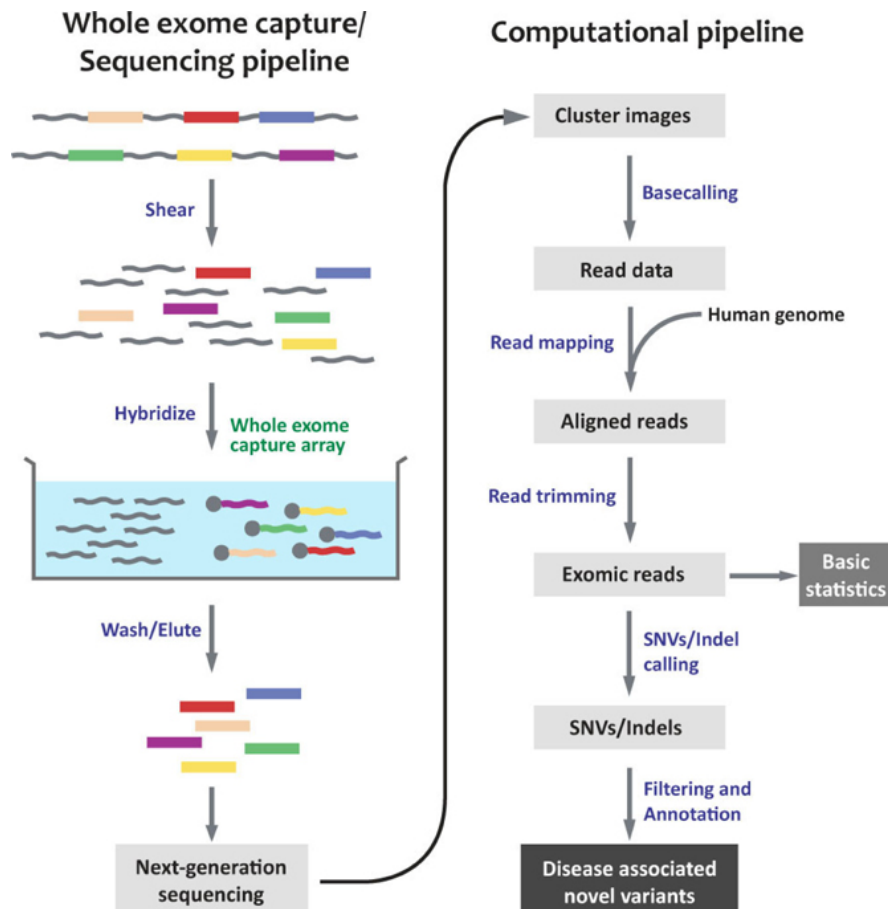 Whole exome capture/
Sequencing pipeline
Shear
Hybridize
Whole exome
capture array
Wash/Elute
Next-generation
sequencing
Computational pipeline
Cluster images
Basecalling
Read data
Human genome
Read mapping
Aligned reads
Read trimming
Exomic reads
Basic
statistics
SNVs/Indel
calling
SNVs/Indels
Filtering and
Annotation
Disease associated
novel variants